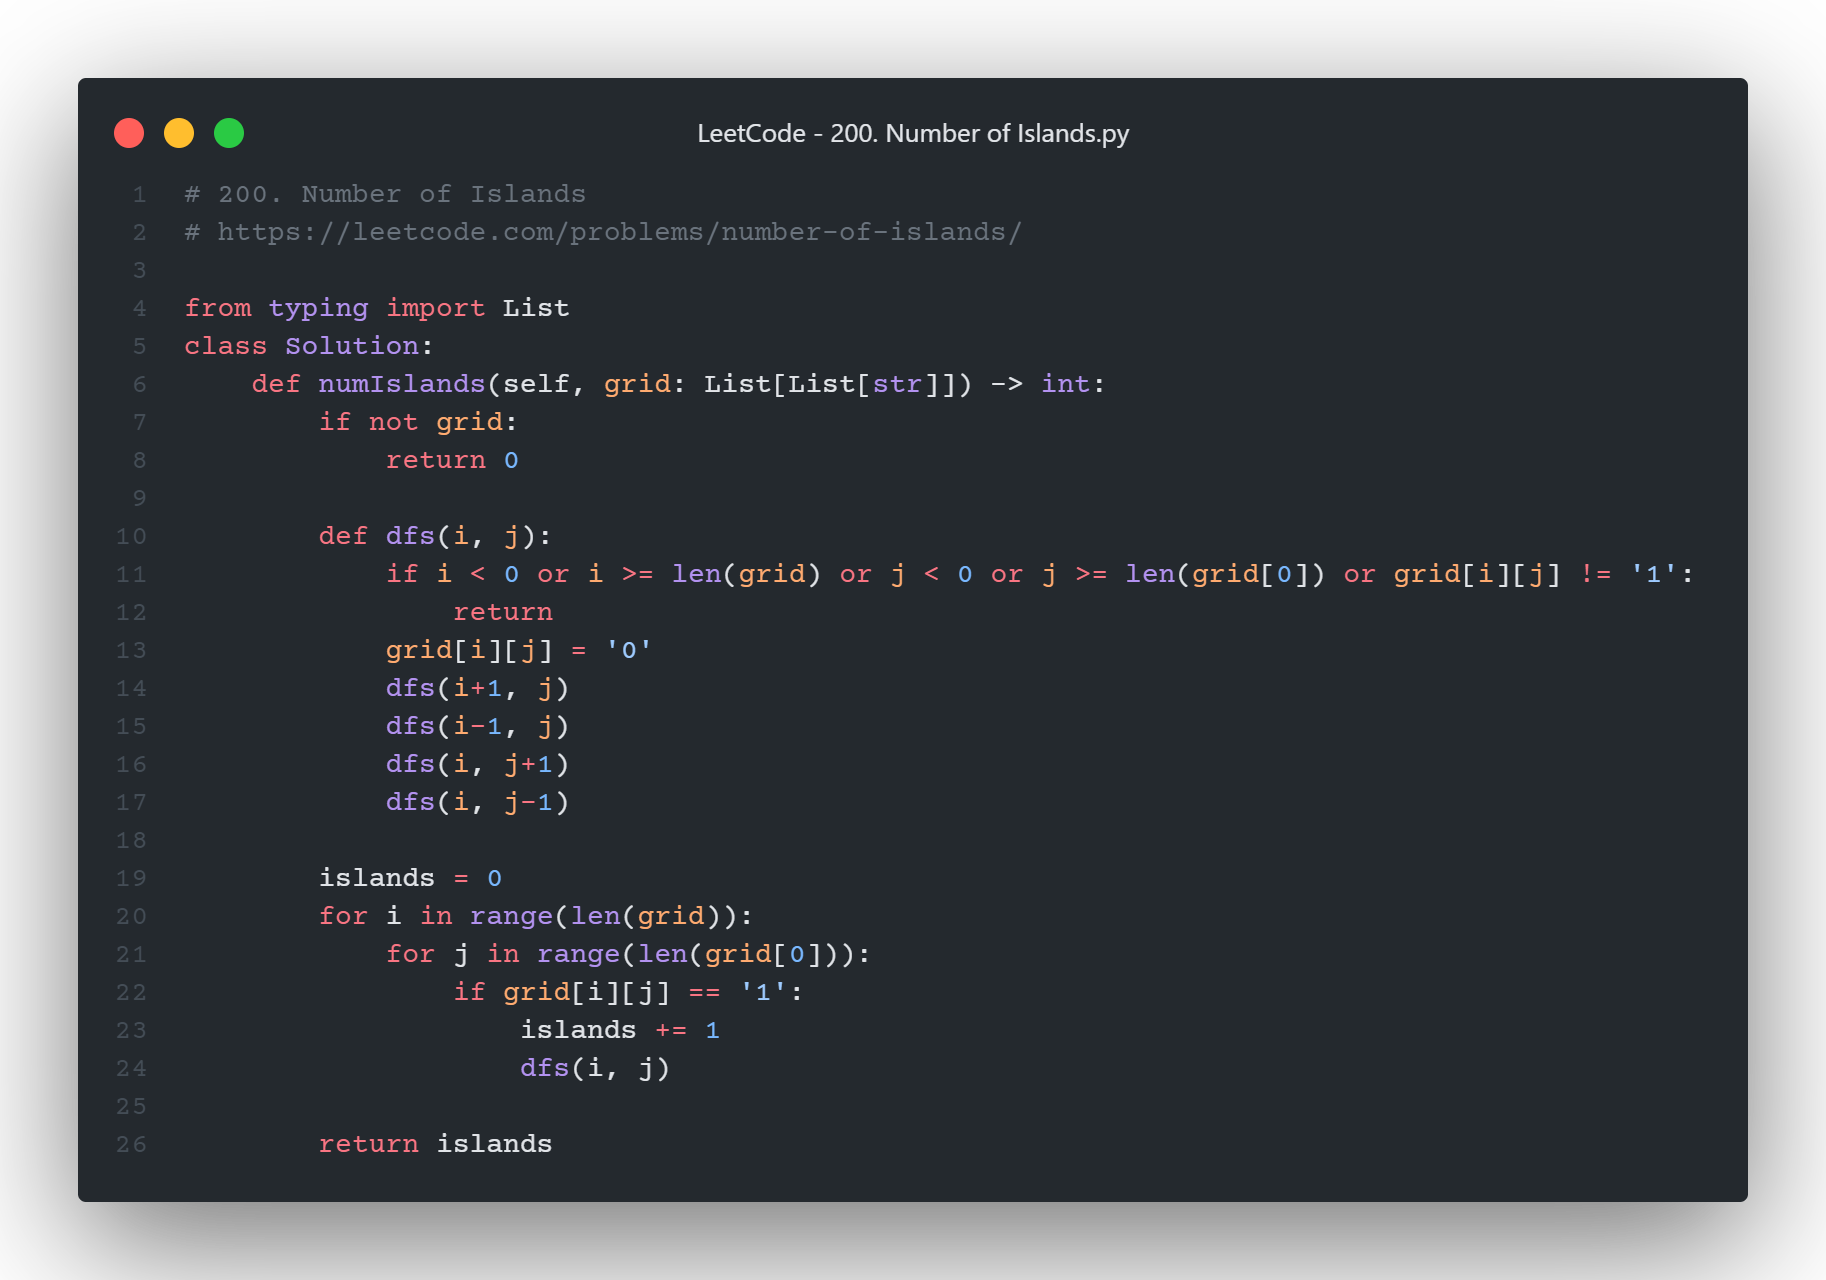 LeetCode - 200. Number of Islands.py
1 # 200. Number of Islands
2 # https://leetcode.com/problems/number-of-islands/
3
4 from typing import List
5 class Solution:
6     def numIslands(self, grid: List[List[str]]) -> int:
7         if not grid:
8             return 0
9
10         def dfs(i, j):
11             if i < 0 or i >= len(grid) or j < 0 or j >= len(grid[0]) or grid[i][j] != '1':
12                 return
13             grid[i][j] = '0'
14             dfs(i+1, j)
15             dfs(i-1, j)
16             dfs(i, j+1)
17             dfs(i, j-1)
18
19         islands = 0
20         for i in range(len(grid)):
21             for j in range(len(grid[0])):
22                 if grid[i][j] == '1':
23                     islands += 1
24                     dfs(i, j)
25
26         return islands